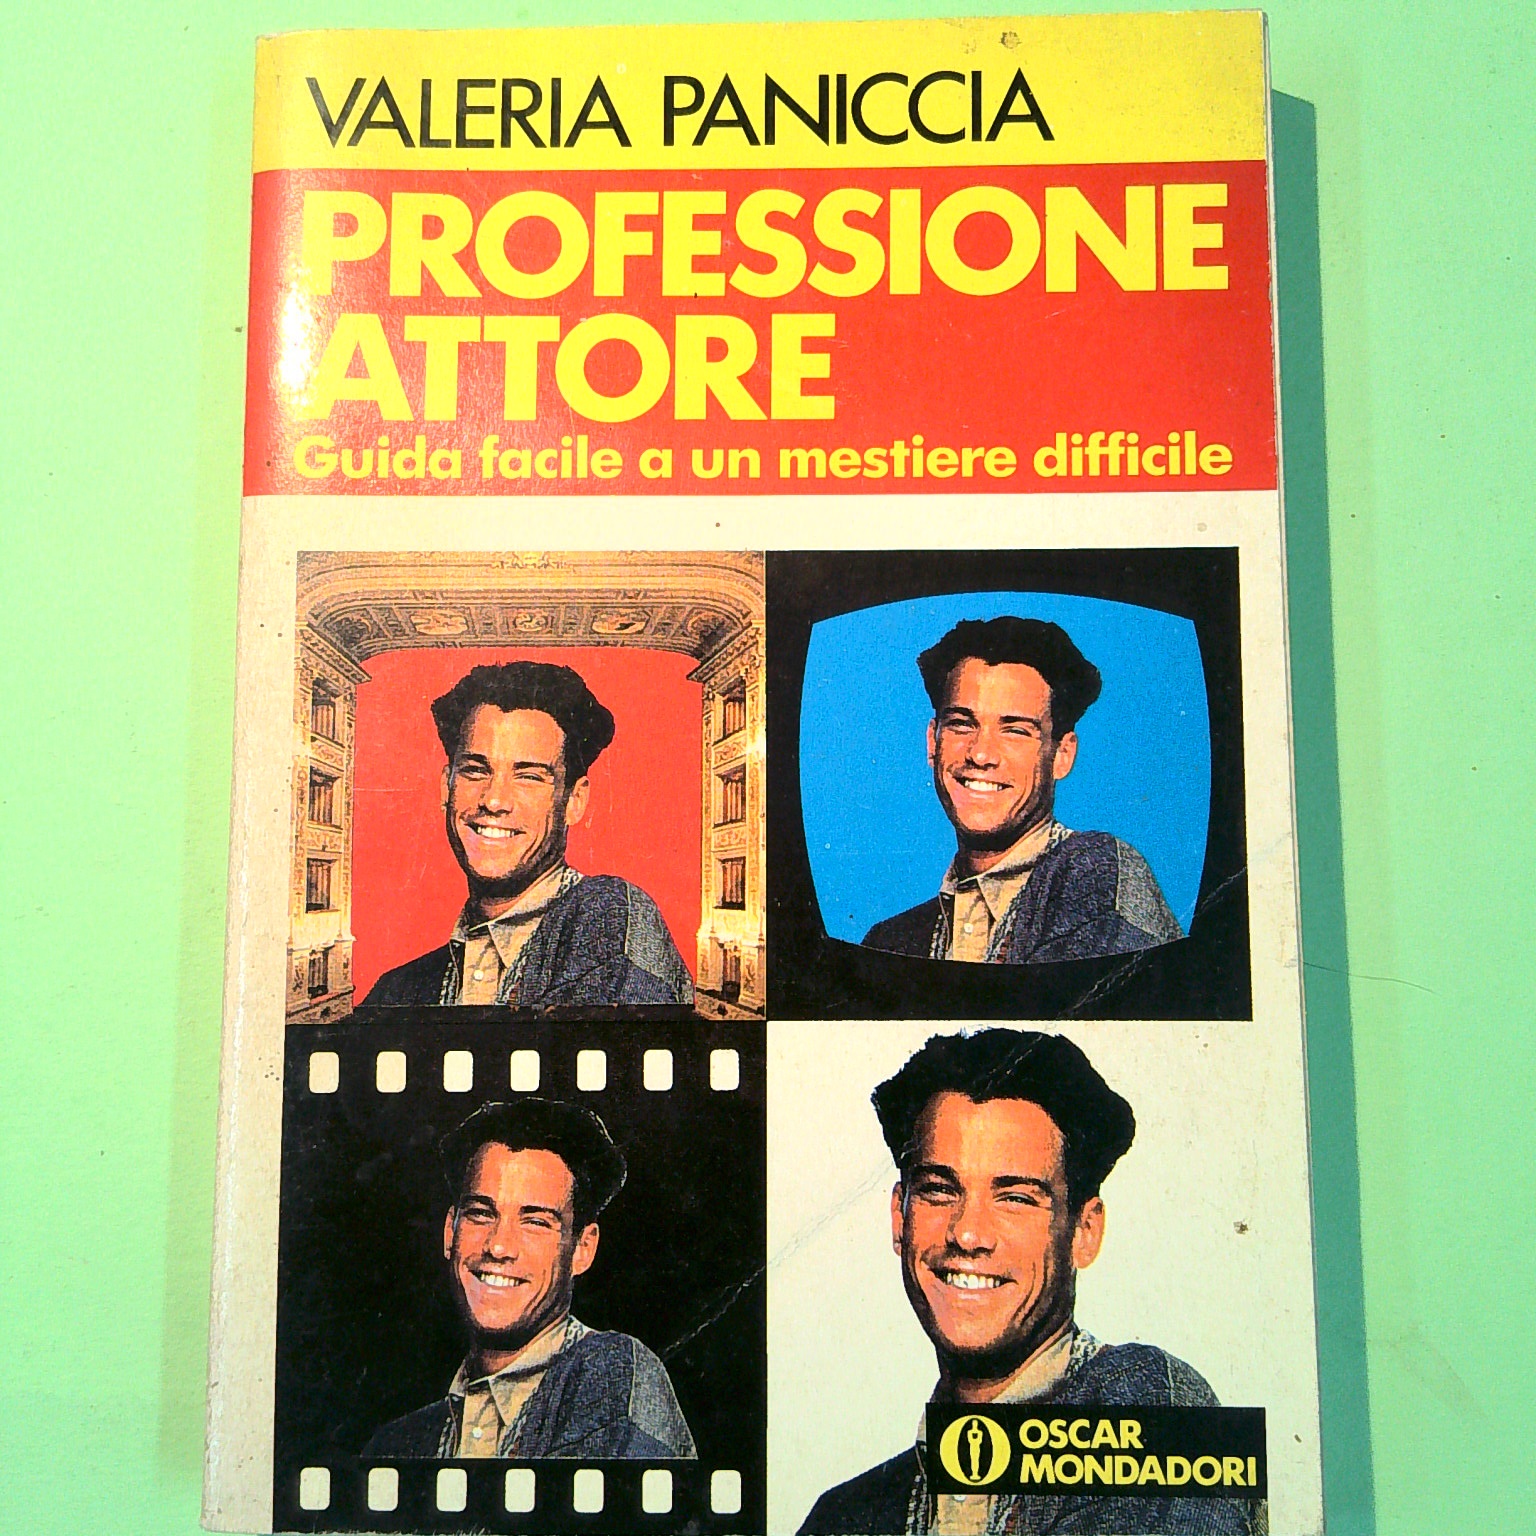 VALERIA PANICCIA
PROFESSIONE
ATTORE
Guida facile a un mestiere difficile
OSCAR
MONDADORI